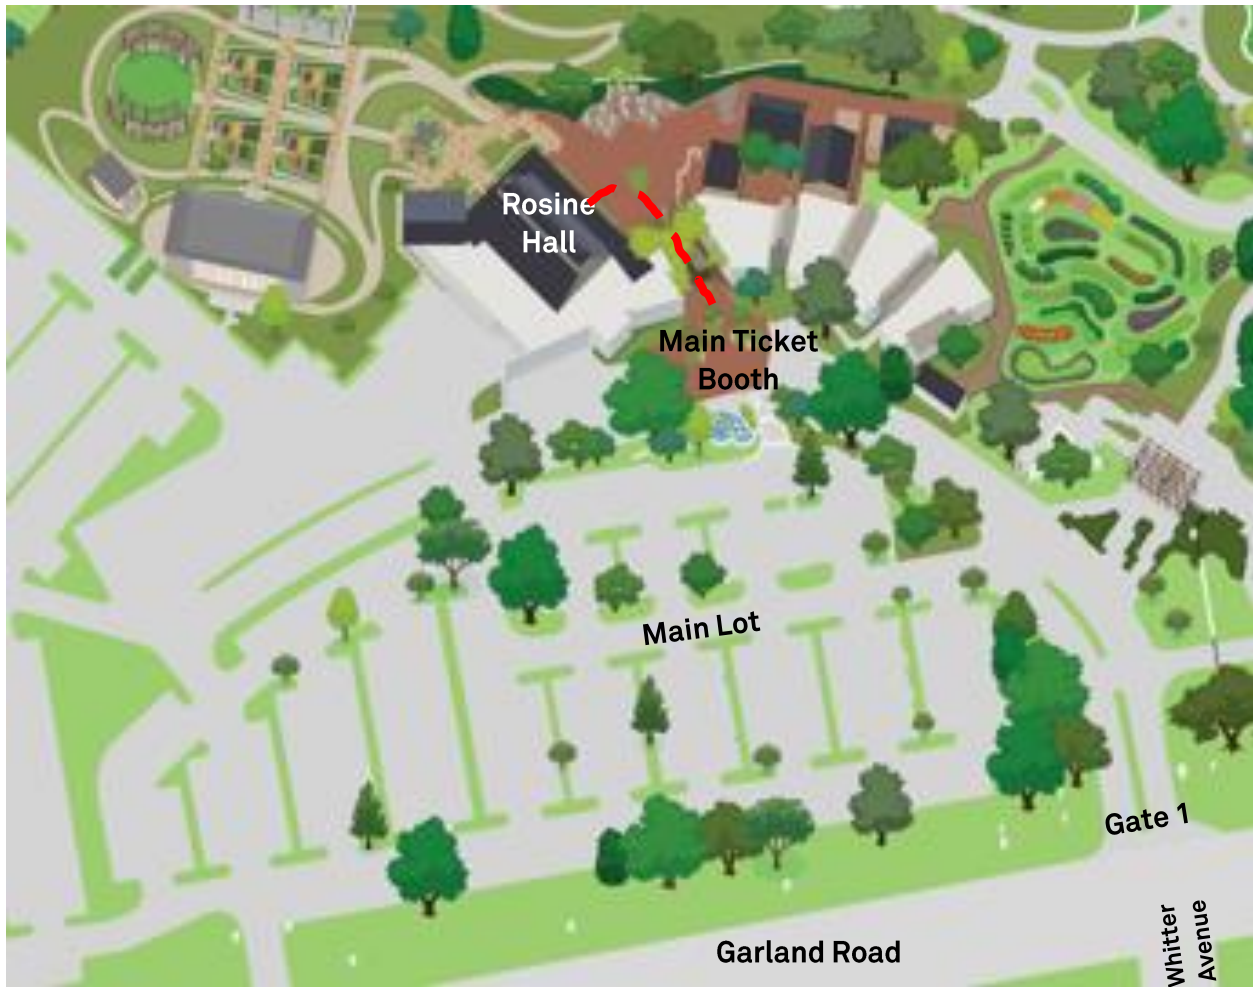 Rosine
Hall
Main Ticket
Booth
Main Lot
Gate 1
Garland Road
Whitter
Avenue